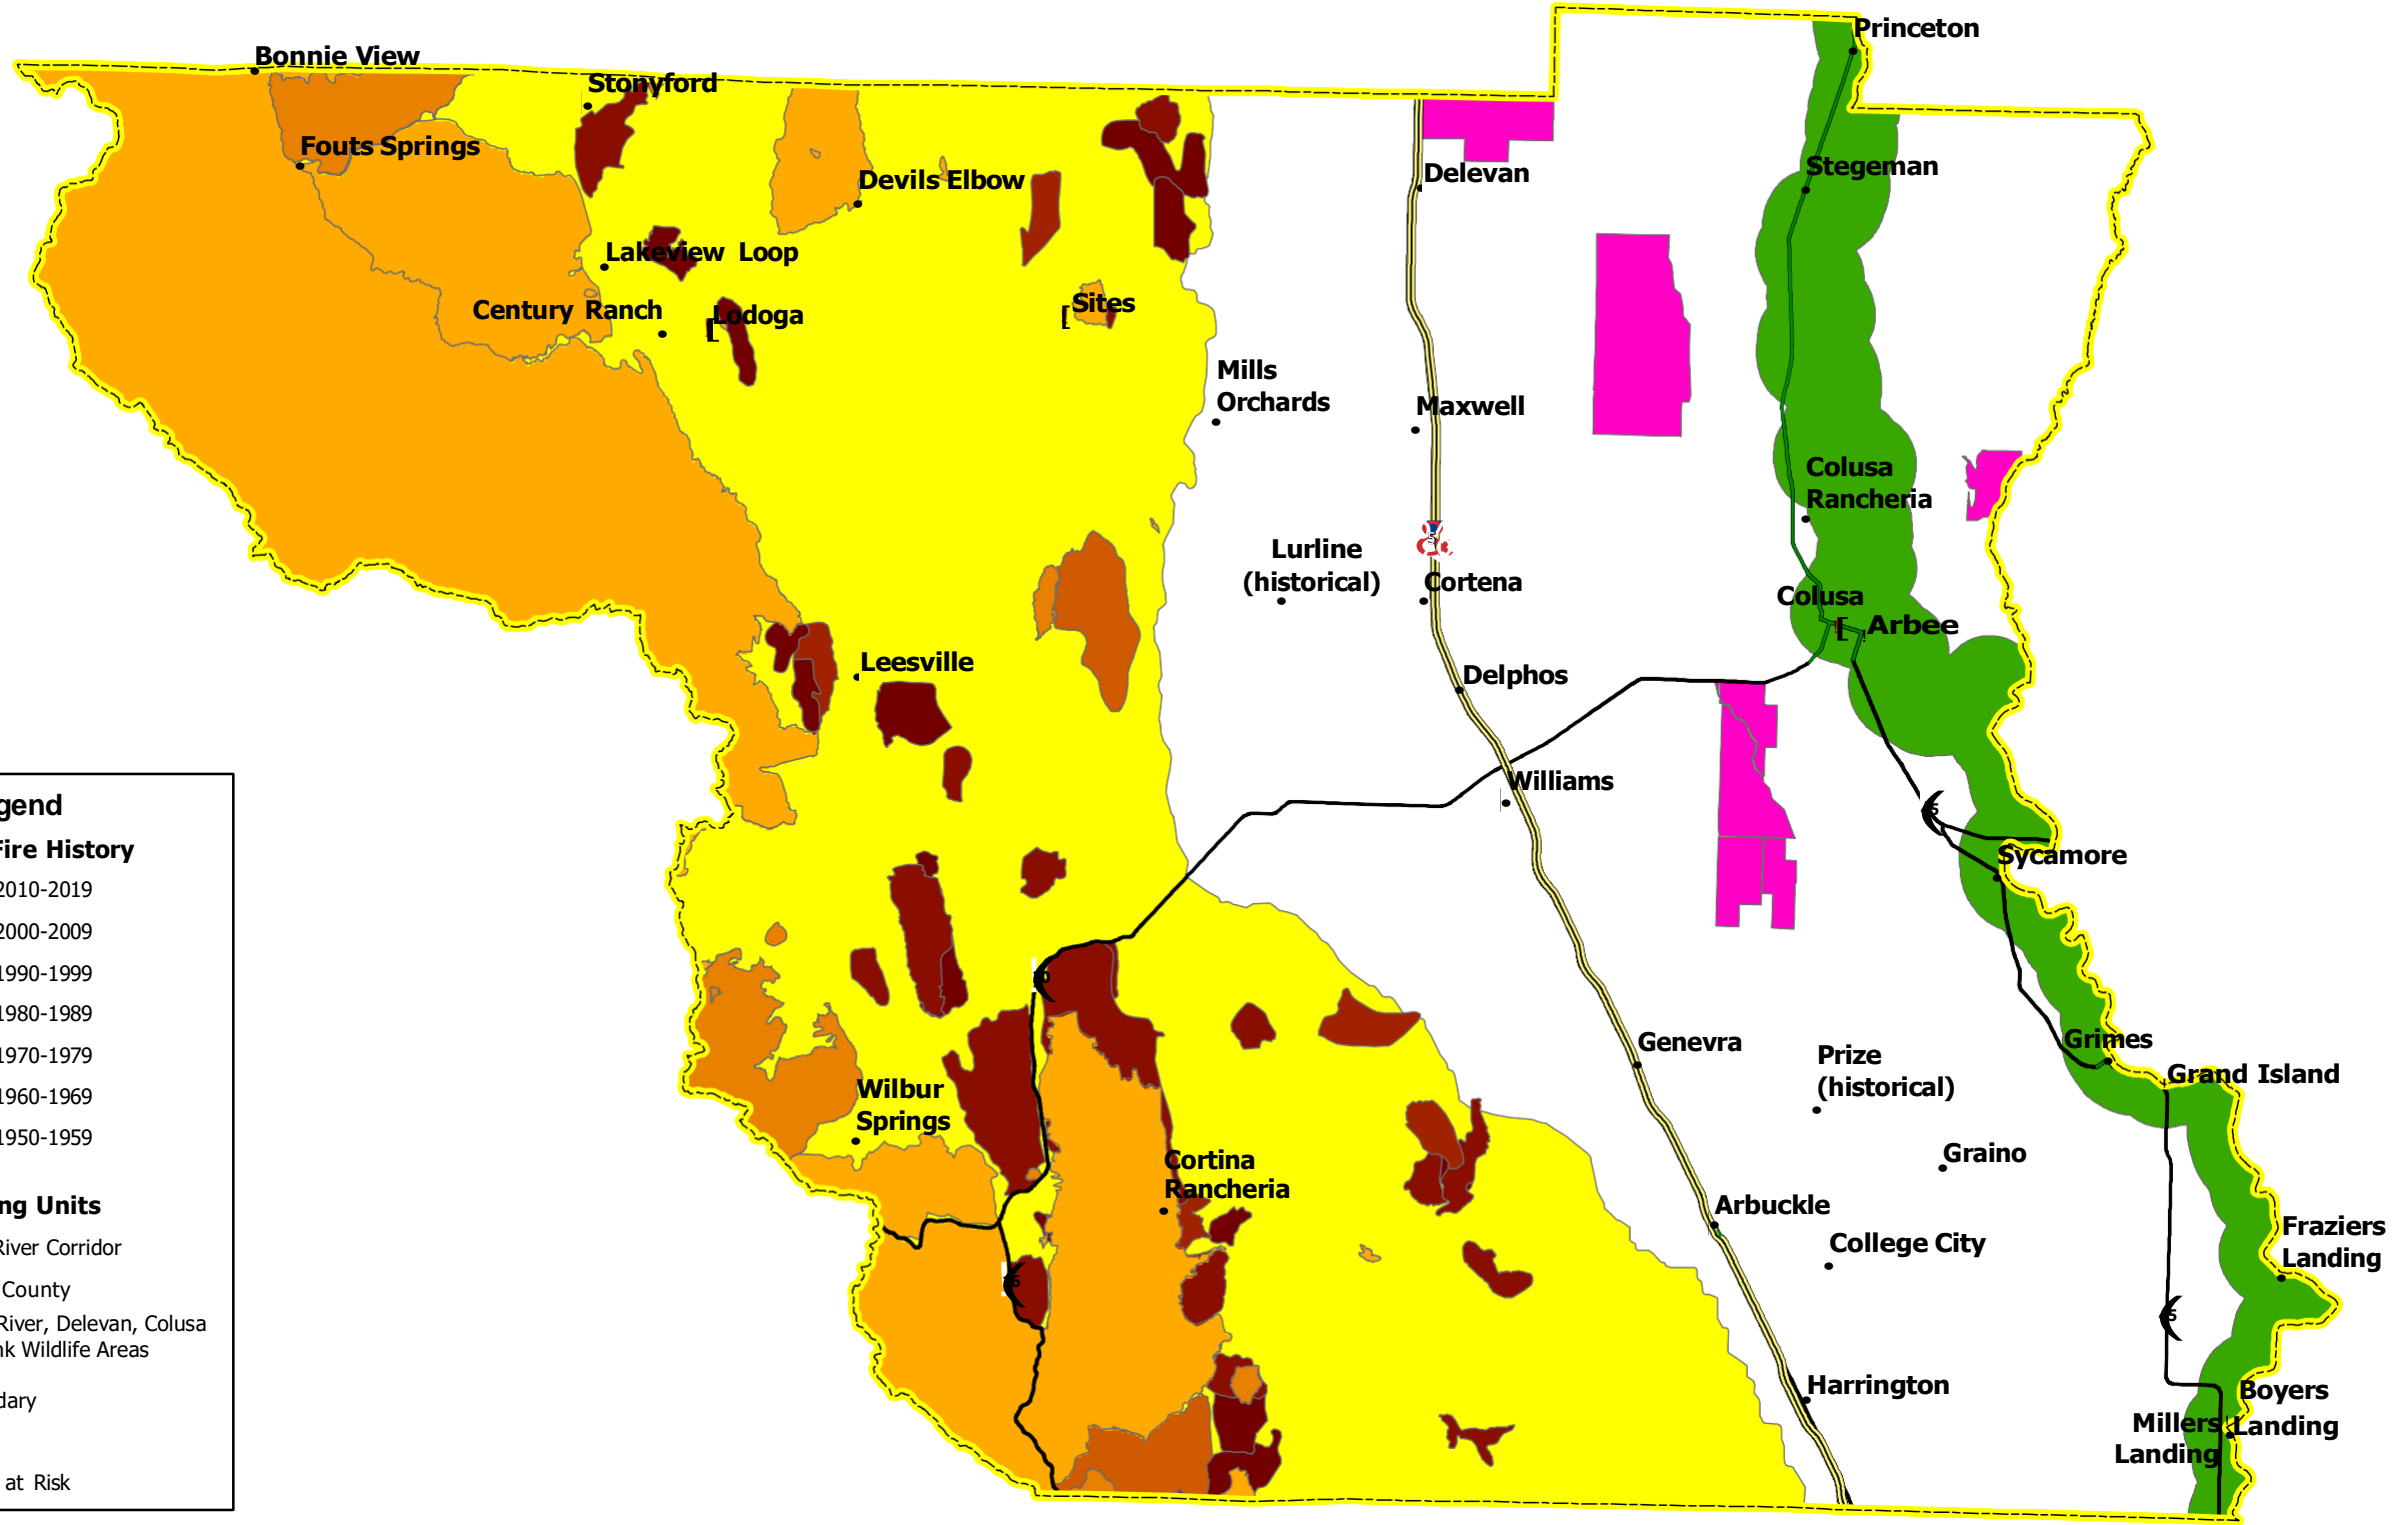 Princeton
Bonnie View
Stonyford
Fouts Springs
Stegeman
Delevan
Devils Elbow
Lakeview Loop
Sites
Century Ranch
Lodoga
Mills
Orchards
Maxwell
Colusa
Rancheria
Lurline
(historical)
Cortena
Colusa
Arbee
Leesville
Delphos
Williams
Sycamore
Grimes
Genevra
Prize
(historical)
Grand Island
Wilbur
Springs
Cortina
Rancheria
Graino
Arbuckle
College City
Fraziers
Landing
Harrington
Boyers
Landing
Millers
Landing
gend
Fire History
2010-2019
2000-2009
1990-1999
1980-1989
1970-1979
1960-1969
1950-1959
ng Units
River Corridor
County
River, Delevan, Colusa
nk Wildlife Areas
dary
at Risk